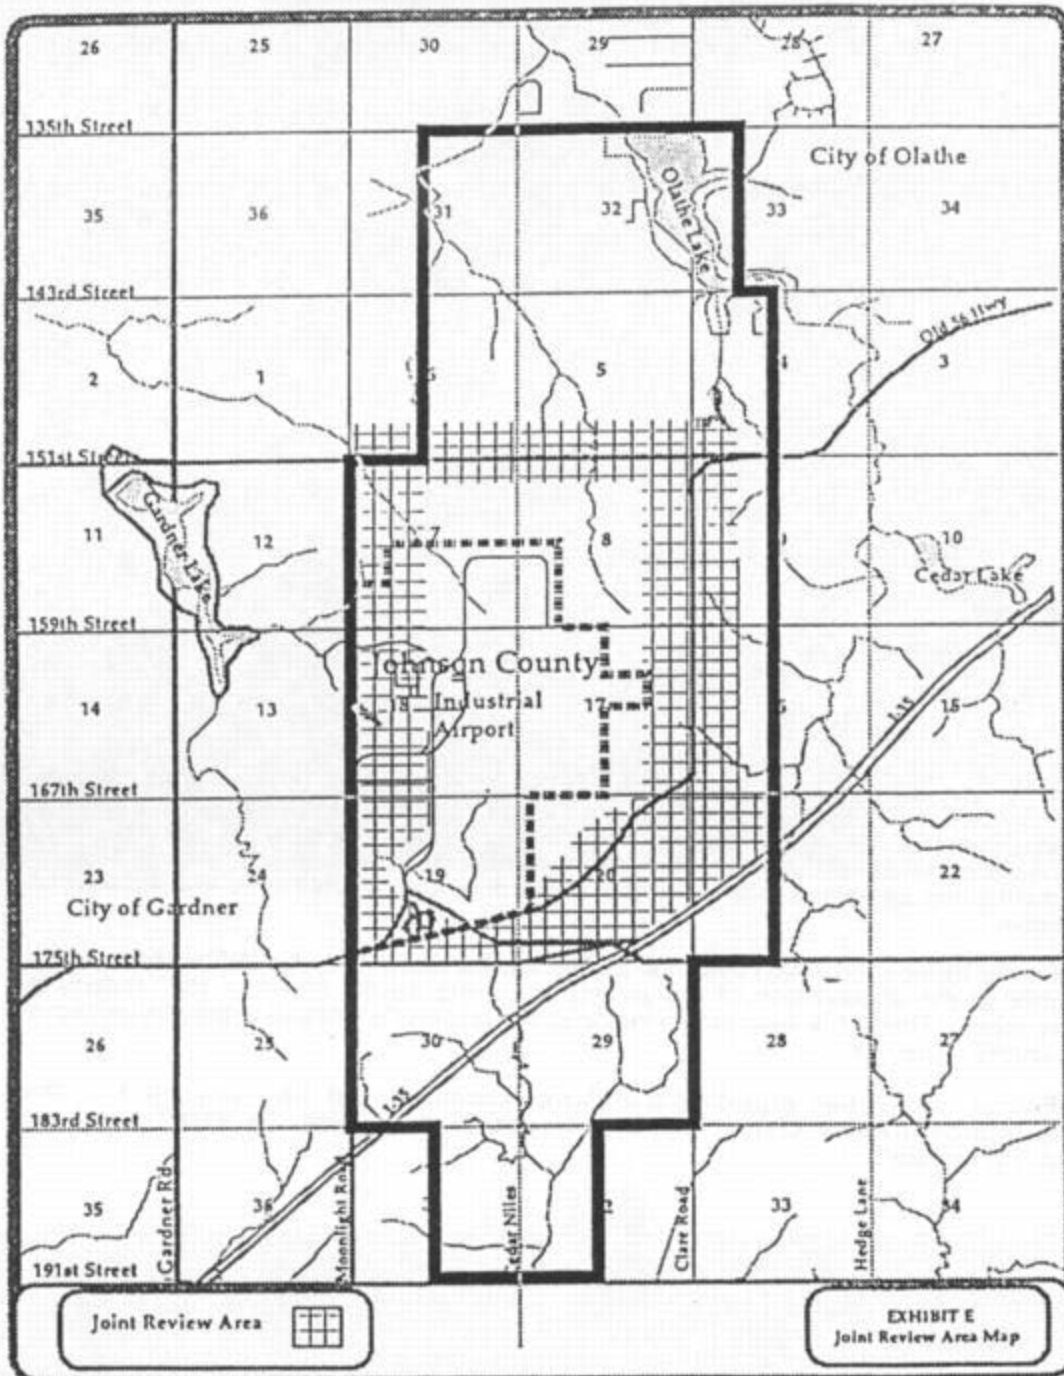 26 25 30 29 28 27
135th Street
City of Olathe
35 36 31 32 33 34
Olathe Lake
143rd Street
Old 56 Hwy
2 1 6 5 4 3
151st Street
Gardner Lake
11 12 7 8 9 10
Cedar Lake
159th Street
Johnson County
14 13 18 17 15
Industrial
Airport
I-35
167th Street
23 24 19 20 22
City of Gardner
175th Street
26 25 30 29 28 27
I-35
183rd Street
35 36 33 34
Gardner Rd
Moonlight Road
Cedar Niles
Clare Road
Hedge Lane
191st Street
Joint Review Area
EXHIBIT E
Joint Review Area Map